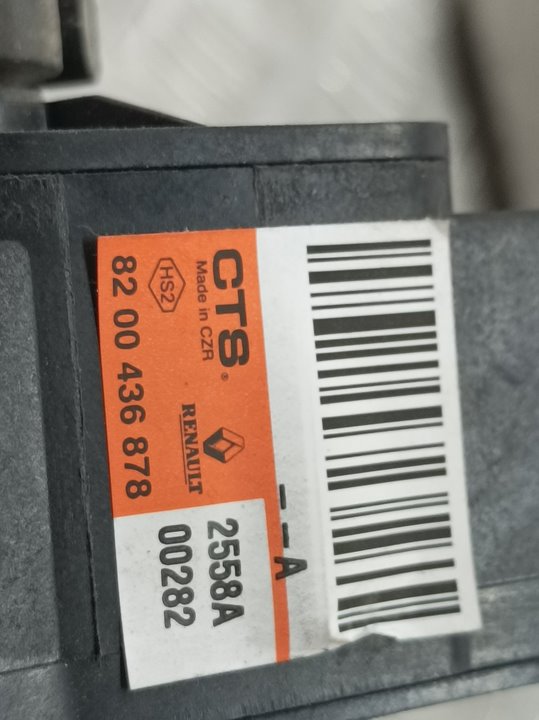 CTS®
Made in CZR
HS2
RENAULT
82 00 436 878
--A
2558A
00282